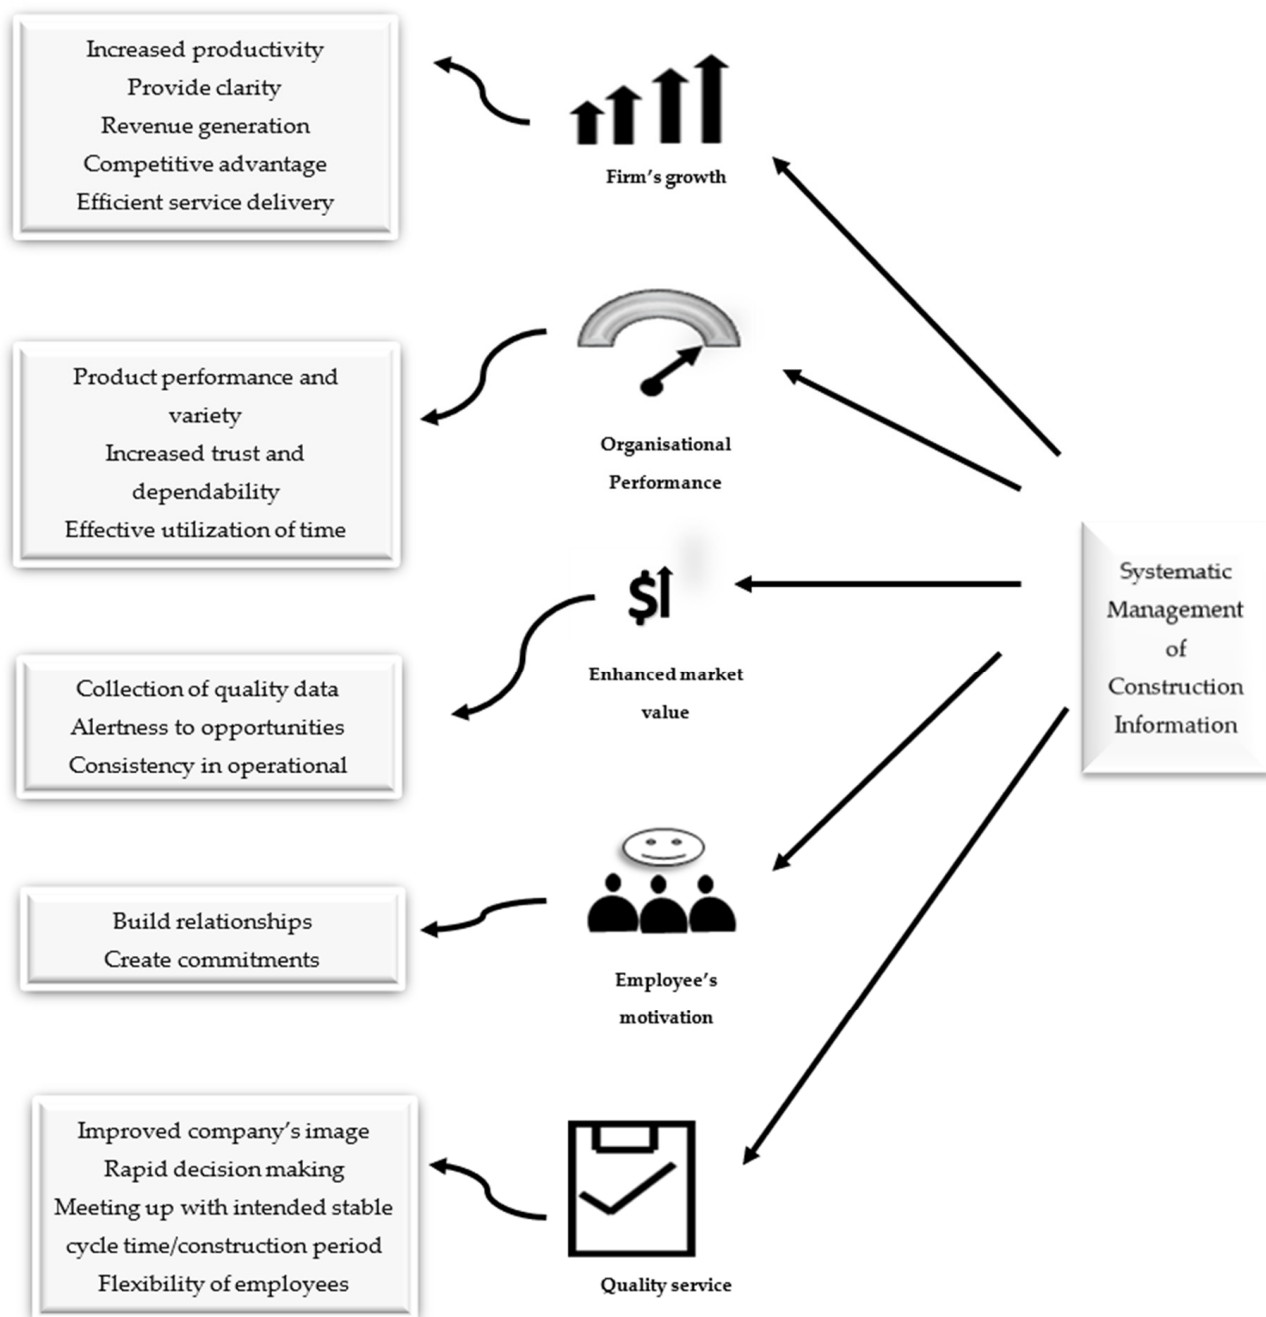 Increased productivity
Provide clarity
Revenue generation
Competitive advantage
Efficient service delivery
Firm's growth
Product performance and
variety
Increased trust and
dependability
Effective utilization of time
Organisational
Performance
Collection of quality data
Alertness to opportunities
Consistency in operational
$
Enhanced market
value
Build relationships
Create commitments
Employee's
motivation
Improved company's image
Rapid decision making
Meeting up with intended stable
cycle time/construction period
Flexibility of employees
Quality service
Systematic
Management
of
Construction
Information